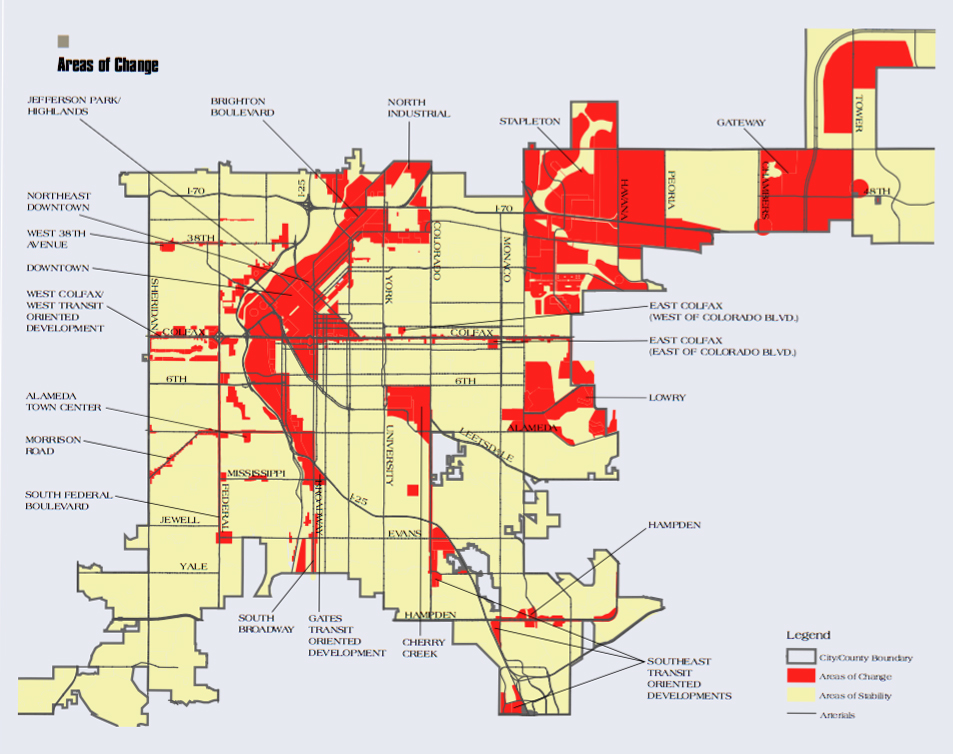 Areas of Change
JEFFERSON PARK/
HIGHLANDS
BRIGHTON
BOULEVARD
NORTH
INDUSTRIAL
STAPLETON
GATEWAY
TOWER
NORTHEAST
DOWNTOWN
WEST 38TH
AVENUE
DOWNTOWN
WEST COLFAX/
WEST TRANSIT
ORIENTED
DEVELOPMENT
ALAMEDA
TOWN CENTER
MORRISON
ROAD
SOUTH FEDERAL
BOULEVARD
I-70
I-25
38TH
SHERIDAN
COLFAX
6TH
MISSISSIPPI
FEDERAL
JEWELL
YALE
BROADWAY
I-25
YORK
COLORADO
I-70
MONACO
HAVANA
PEORIA
CHAMBERS
48TH
COLFAX
6TH
UNIVERSITY
LEETSDALE
ALAMEDA
EVANS
HAMPDEN
EAST COLFAX
(WEST OF COLORADO BLVD.)
EAST COLFAX
(EAST OF COLORADO BLVD.)
LOWRY
HAMPDEN
SOUTH
BROADWAY
GATES
TRANSIT
ORIENTED
DEVELOPMENT
CHERRY
CREEK
SOUTHEAST
TRANSIT
ORIENTED
DEVELOPMENTS
Legend
City/County Boundary
Areas of Change
Areas of Stability
Arterials